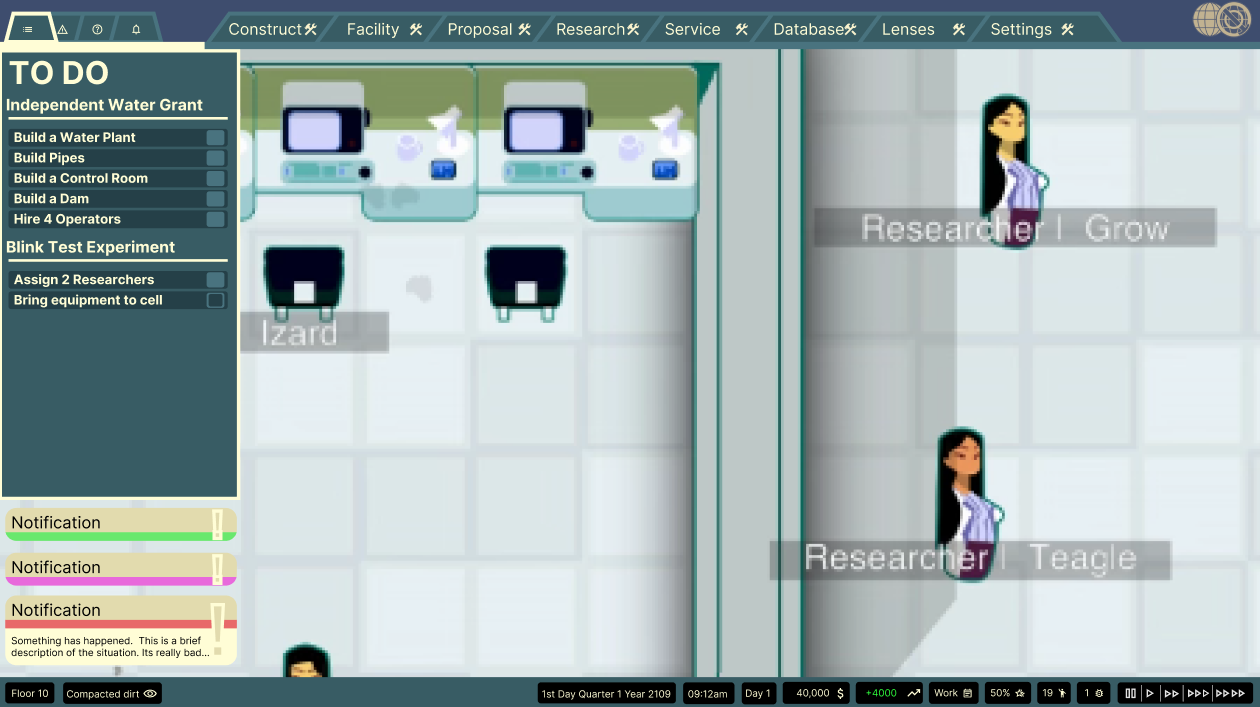 Construct Facility Proposal Research Service Database Lenses Settings
TO DO
Independent Water Grant
Build a Water Plant
Build Pipes
Build a Control Room
Build a Dam
Hire 4 Operators
Blink Test Experiment
Assign 2 Researchers
Bring equipment to cell
Notification
Notification
Notification
Something has happened. This is a brief
description of the situation. Its really bad...
Izard
Researcher | Grow
Researcher | Teagle
Floor 10 Compacted dirt 1st Day Quarter 1 Year 2109 09:12am Day 1 40,000 $ +4000 Work 50% 19 1